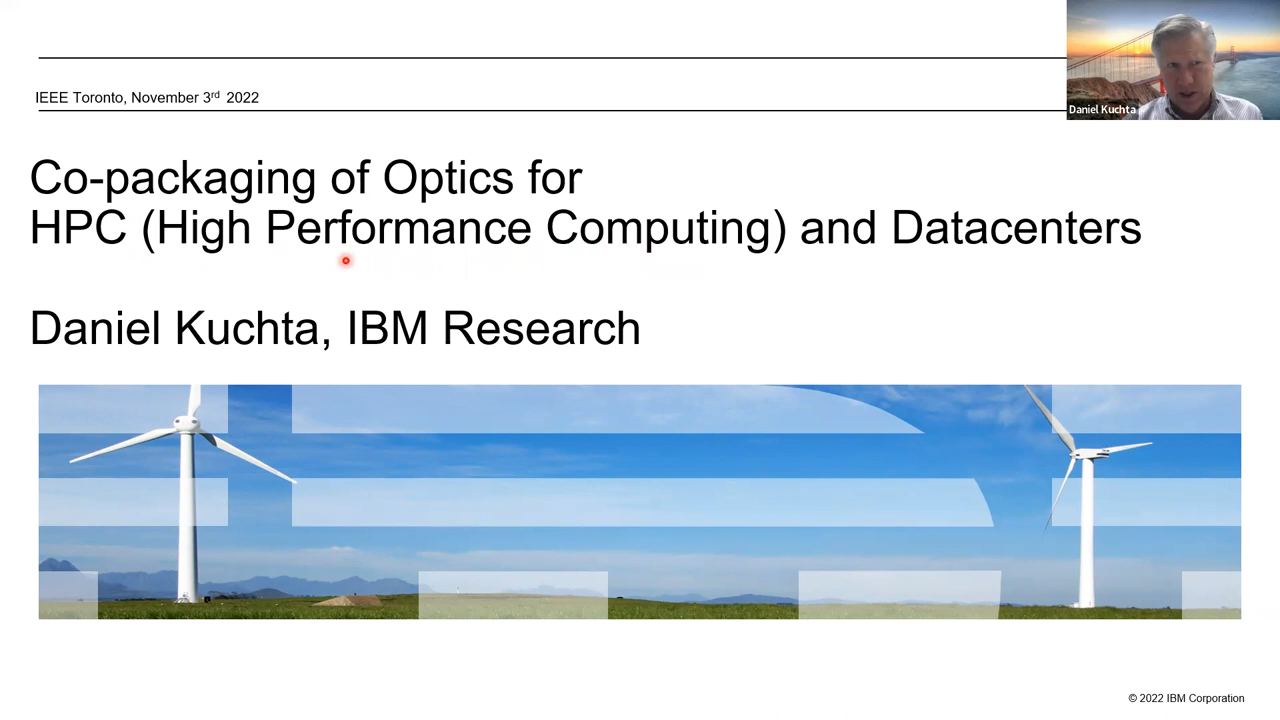 IEEE Toronto, November 3rd 2022
Daniel Kuchta
Co-packaging of Optics for
HPC (High Performance Computing) and Datacenters
Daniel Kuchta, IBM Research
© 2022 IBM Corporation